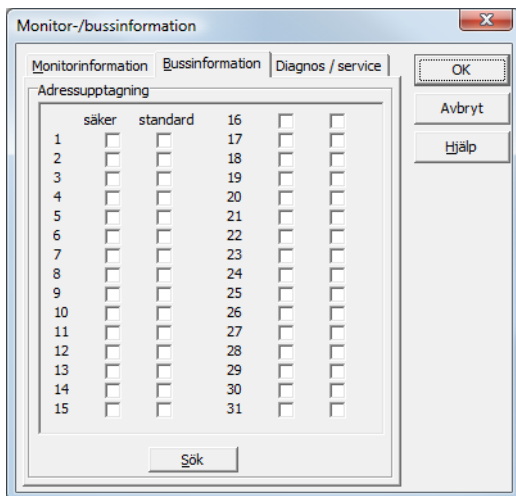 Monitor-/bussinformation
Monitorinformation Bussinformation Diagnos / service
OK
Avbryt
Hjälp
Adressupptagning
säker standard 16
1 17
2 18
3 19
4 20
5 21
6 22
7 23
8 24
9 25
10 26
11 27
12 28
13 29
14 30
15 31
Sök